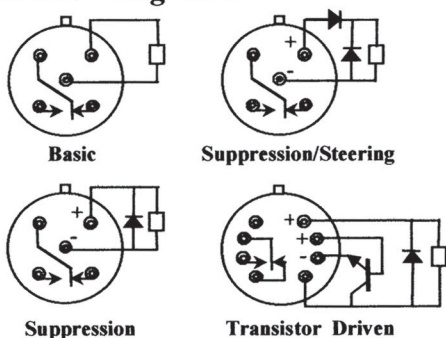 +
-
Basic
Suppression/Steering
+
-
+
+
-
Suppression
Transistor Driven